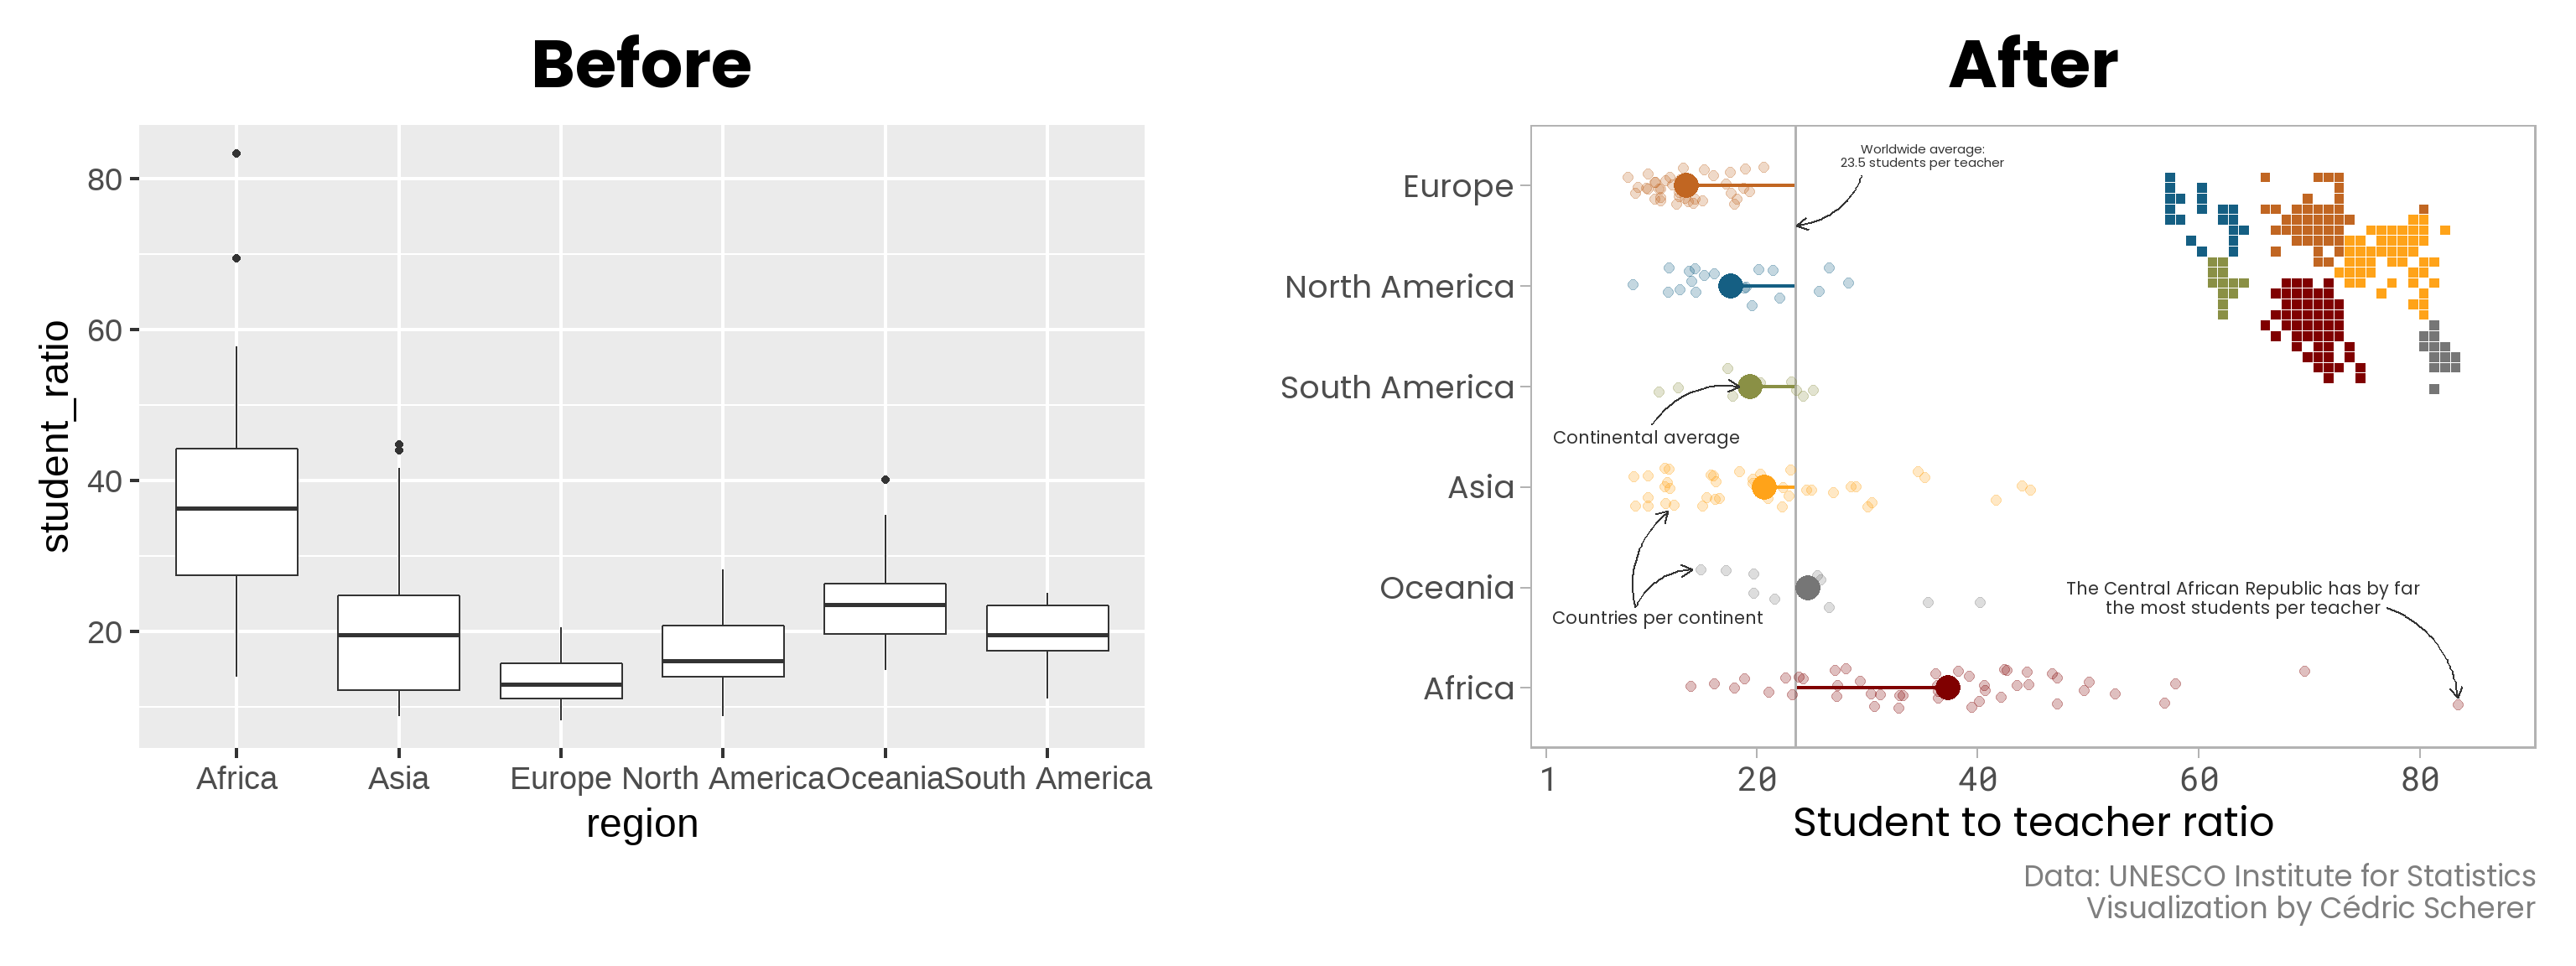 Before
80
60
40
20
student_ratio
Africa
Asia
Europe
North America
Oceania
South America
region
After
Worldwide average:
23.5 students per teacher
Europe
North America
South America
Continental average
Asia
Oceania
Countries per continent
The Central African Republic has by far
the most students per teacher
Africa
1
20
40
60
80
Student to teacher ratio
Data: UNESCO Institute for Statistics
Visualization by Cédric Scherer